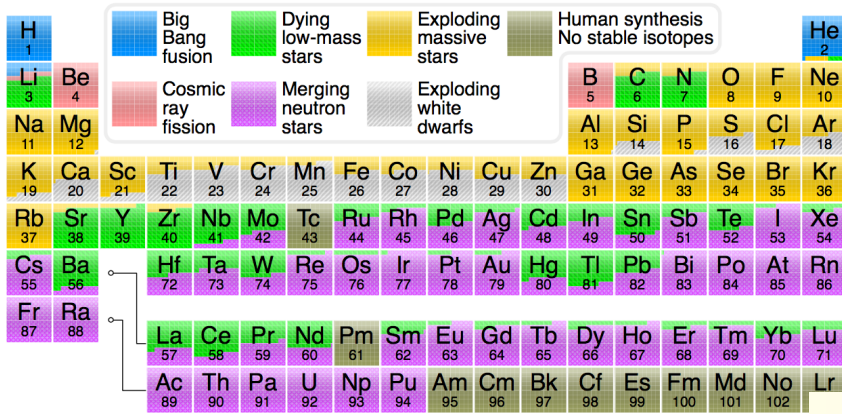 Big Bang fusion
Dying low-mass stars
Exploding massive stars
Human synthesis No stable isotopes
Cosmic ray fission
Merging neutron stars
Exploding white dwarfs
H He
1 2
Li Be B C N O F Ne
3 4 5 6 7 8 9 10
Na Mg Al Si P S Cl Ar
11 12 13 14 15 16 17 18
K Ca Sc Ti V Cr Mn Fe Co Ni Cu Zn Ga Ge As Se Br Kr
19 20 21 22 23 24 25 26 27 28 29 30 31 32 33 34 35 36
Rb Sr Y Zr Nb Mo Tc Ru Rh Pd Ag Cd In Sn Sb Te I Xe
37 38 39 40 41 42 43 44 45 46 47 48 49 50 51 52 53 54
Cs Ba Hf Ta W Re Os Ir Pt Au Hg Tl Pb Bi Po At Rn
55 56 72 73 74 75 76 77 78 79 80 81 82 83 84 85 86
Fr Ra
87 88
La Ce Pr Nd Pm Sm Eu Gd Tb Dy Ho Er Tm Yb Lu
57 58 59 60 61 62 63 64 65 66 67 68 69 70 71
Ac Th Pa U Np Pu Am Cm Bk Cf Es Fm Md No Lr
89 90 91 92 93 94 95 96 97 98 99 100 101 102